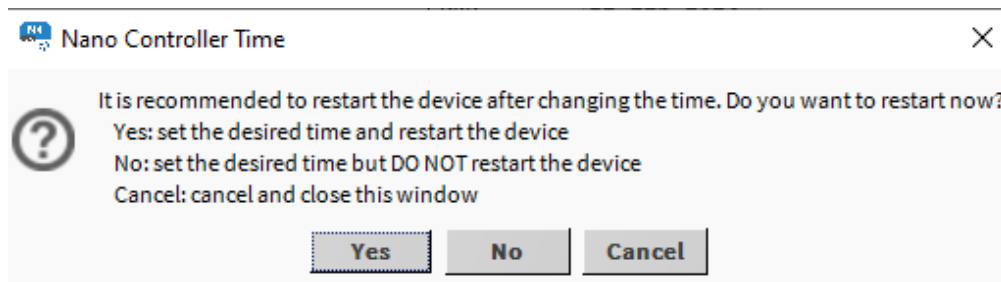 Nano Controller Time
It is recommended to restart the device after changing the time. Do you want to restart now?
Yes: set the desired time and restart the device
No: set the desired time but DO NOT restart the device
Cancel: cancel and close this window
Yes No Cancel